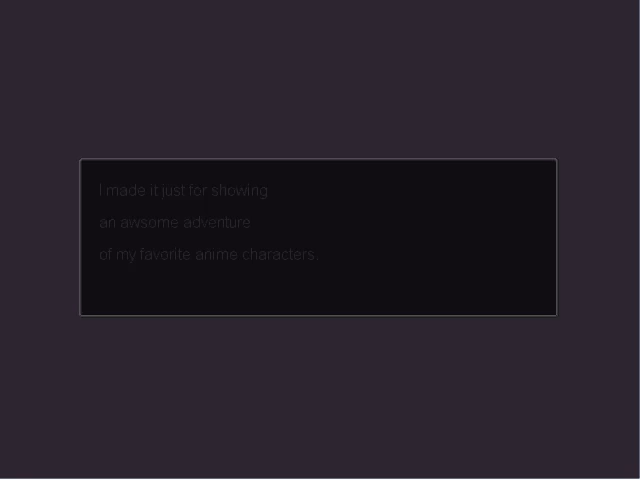 I made it just for showing
an awsome adventure
of my favorite anime characters.